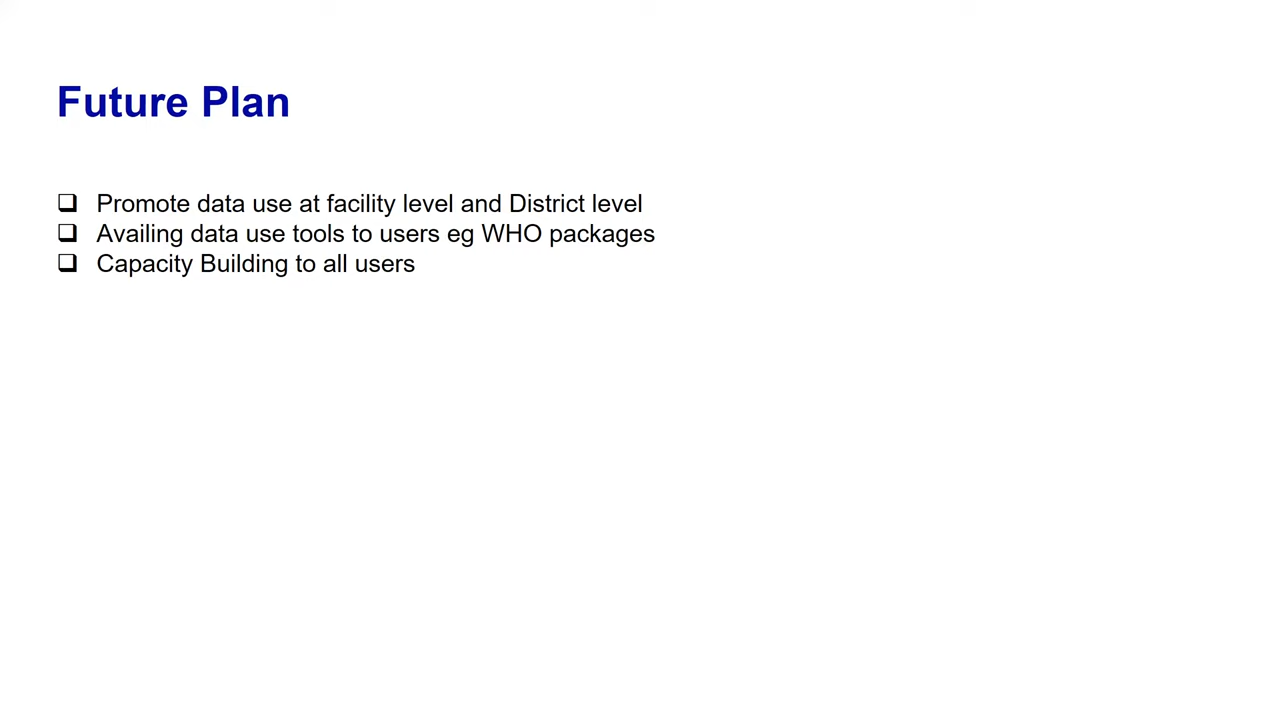 Future Plan
❑ Promote data use at facility level and District level
❑ Availing data use tools to users eg WHO packages
❑ Capacity Building to all users